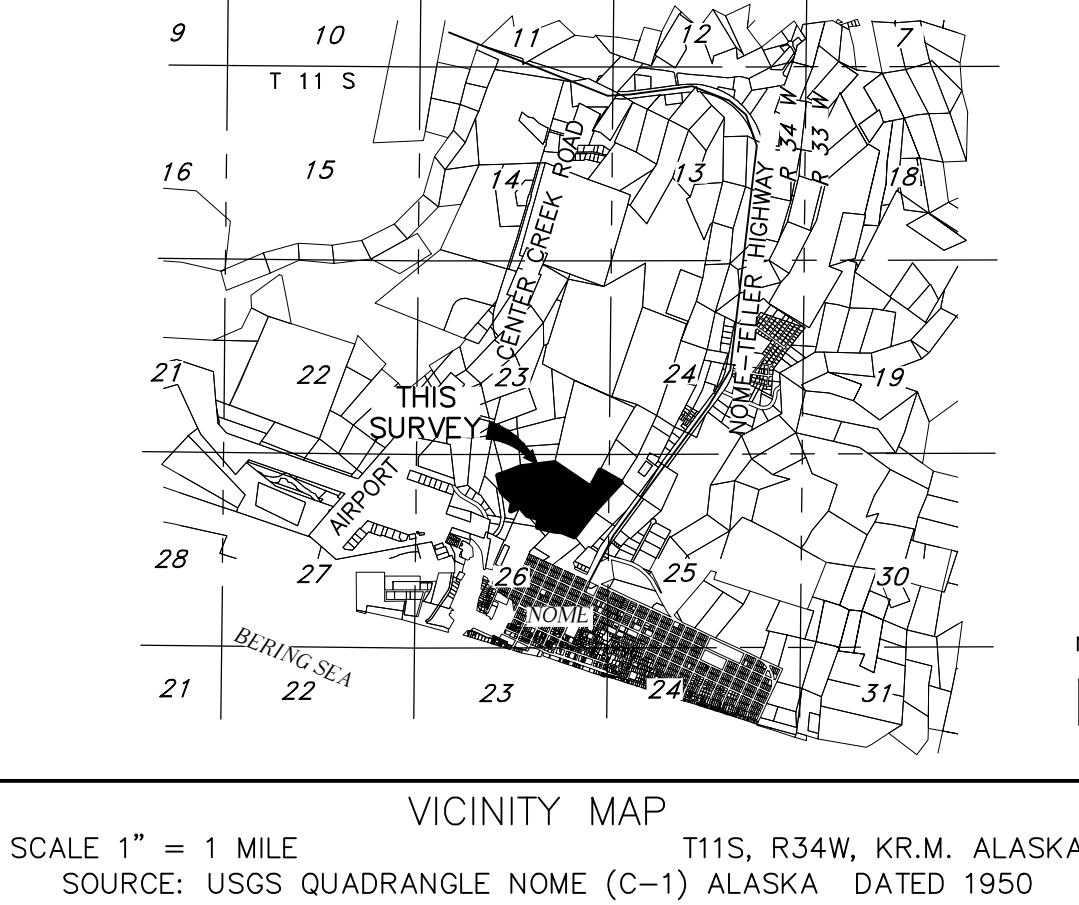 9 10 11 12 7
T 11 S
R 34 W
R 33 W
16 15 14 13 18
CENTER CREEK ROAD
NOME-TELLER HIGHWAY
21 22 23 24 19
THIS
SURVEY
AIRPORT
28 27 26 25 30
NOME
BERING SEA
21 22 23 24 31
VICINITY MAP
SCALE 1" = 1 MILE T11S, R34W, KR.M. ALASKA
SOURCE: USGS QUADRANGLE NOME (C-1) ALASKA DATED 1950